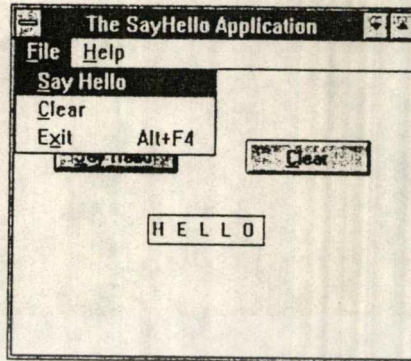 The SayHello Application
File Help
Say Hello
Clear
Exit Alt+F4
Clear
H E L L O